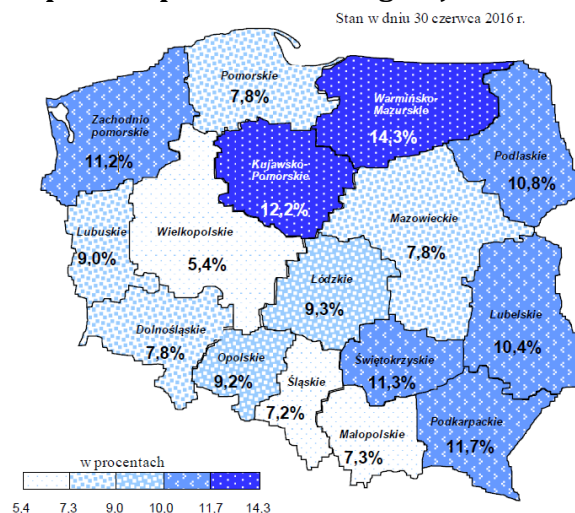 Stan w dniu 30 czerwca 2016 r.
Pomorskie
7,8%
Warmińsko-
Mazurskie
14,3%
Zachodnio
pomorskie
11,2%
Podlaskie
10,8%
Kujawsko-
Pomorskie
12,2%
Mazowieckie
7,8%
Lubuskie
9,0%
Wielkopolskie
5,4%
Łódzkie
9,3%
Lubelskie
10,4%
Dolnośląskie
7,8%
Opolskie
9,2%
Śląskie
7,2%
Świętokrzyskie
11,3%
Małopolskie
7,3%
Podkarpackie
11,7%
w procentach
5.4 7.3 9.0 10.0 11.7 14.3